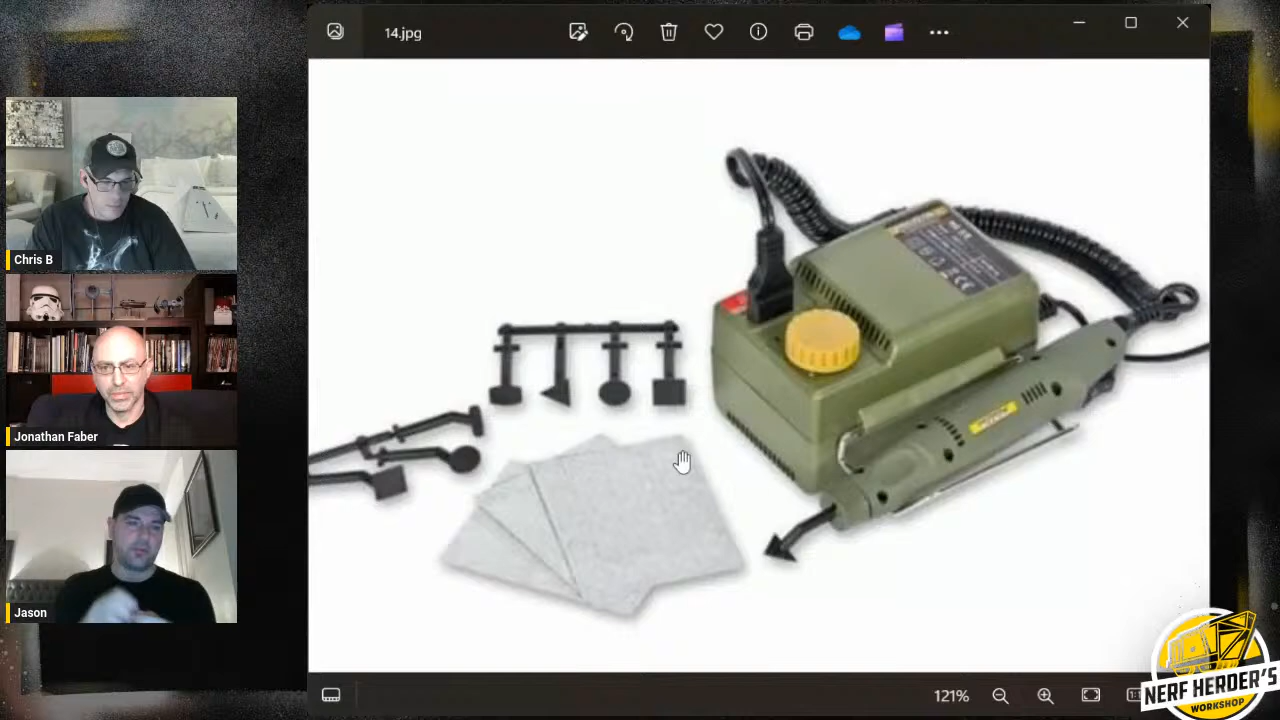 14.jpg
Chris B
Jonathan Faber
Jason
121%
NERF HERDER'S
WORKSHOP